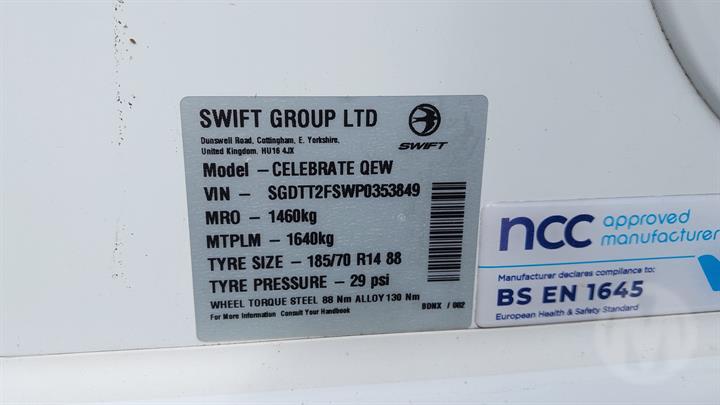 SWIFT GROUP LTD
Dunswell Road, Cottingham, E. Yorkshire,
United Kingdom, HU16 4JX
SWIFT
Model - CELEBRATE QEW
VIN - SGDTT2FSWP0353849
MRO - 1460kg
MTPLM - 1640kg
TYRE SIZE - 185/70 R14 88
TYRE PRESSURE - 29 psi
WHEEL TORQUE STEEL 88 Nm ALLOY 130 Nm
For More Information Consult Your Handbook
BDNX / 002
ncc approved
manufacturer
Manufacturer declares compliance to:
BS EN 1645
European Health & Safety Standard
M